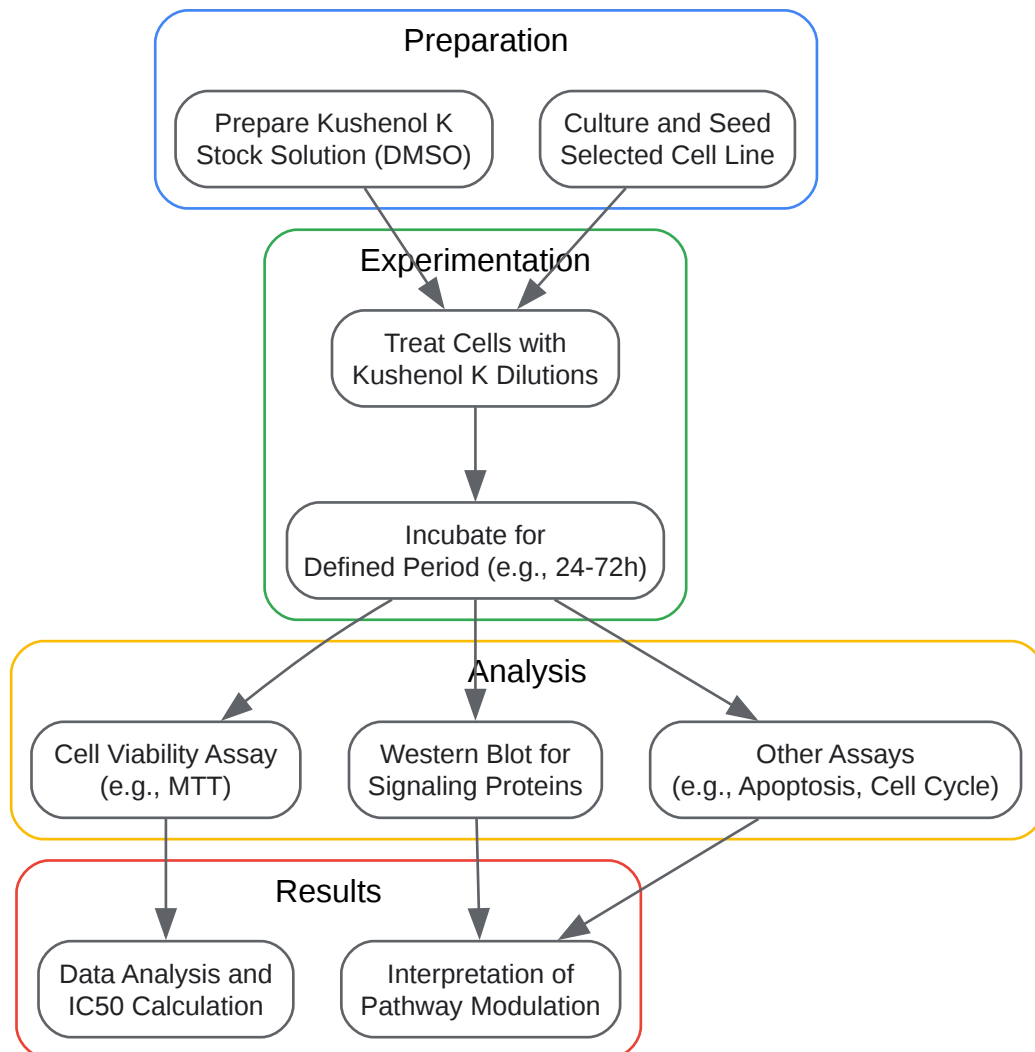 Preparation
Prepare Kushenol K
Stock Solution (DMSO)
Culture and Seed
Selected Cell Line
Experimentation
Treat Cells with
Kushenol K Dilutions
Incubate for
Defined Period (e.g., 24-72h)
Analysis
Cell Viability Assay
(e.g., MTT)
Western Blot for
Signaling Proteins
Other Assays
(e.g., Apoptosis, Cell Cycle)
Results
Data Analysis and
IC50 Calculation
Interpretation of
Pathway Modulation